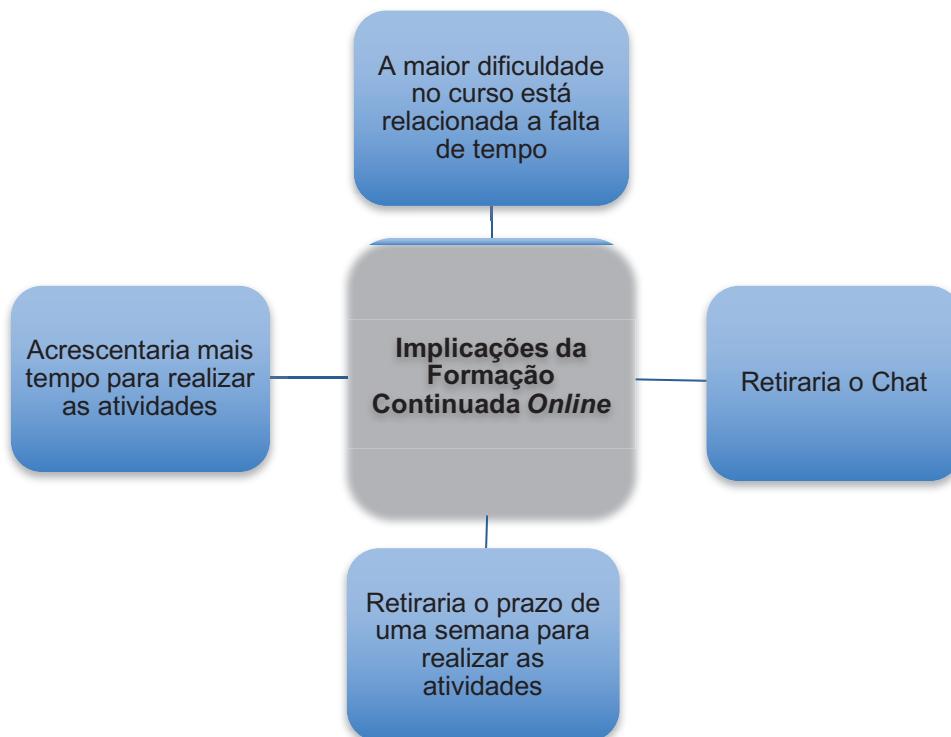 A maior dificuldade
no curso está
relacionada a falta
de tempo
Acrescentaria mais
tempo para realizar
as atividades
Implicações da
Formação
Continuada Online
Retiraria o Chat
Retiraria o prazo de
uma semana para
realizar as
atividades